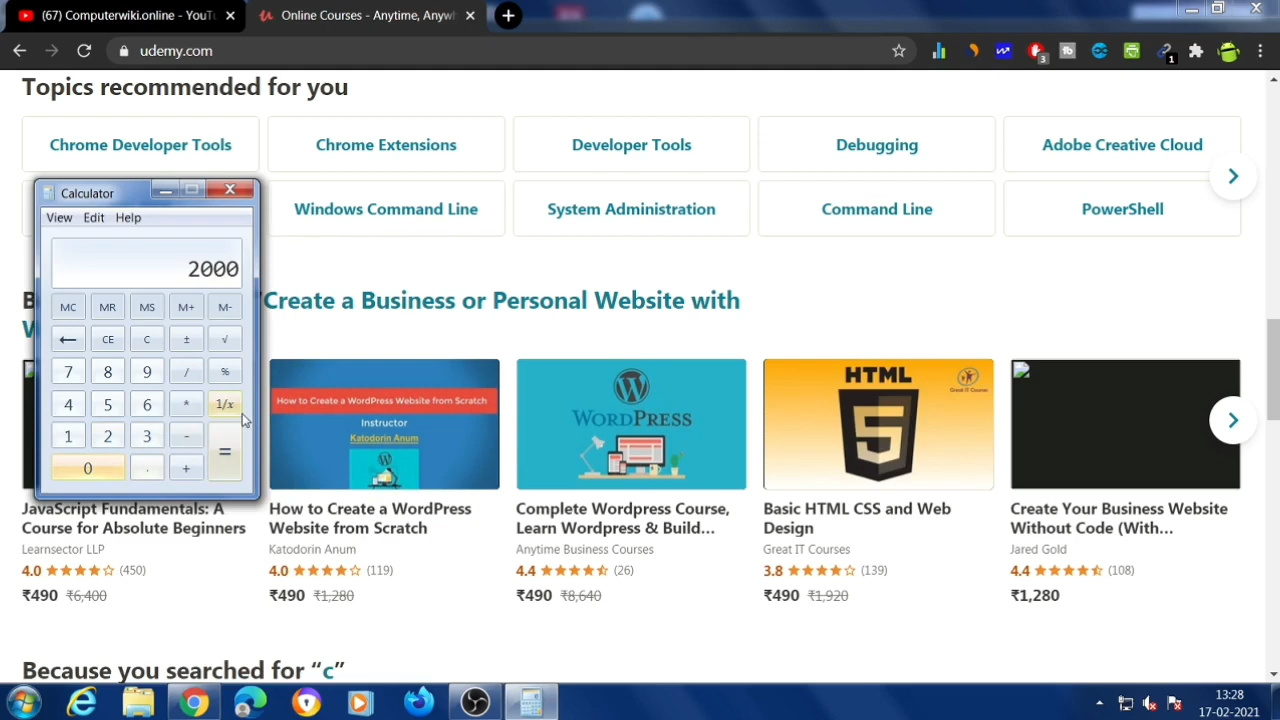 (67) Computerwiki.online - YouTu
Online Courses - Anytime, Anywh
udemy.com
3
1
Topics recommended for you
Chrome Developer Tools
Chrome Extensions
Developer Tools
Debugging
Adobe Creative Cloud
Windows Command Line
System Administration
Command Line
PowerShell
Calculator
View Edit Help
2000
MC MR MS M+ M-
← CE C ± √
7 8 9 / %
4 5 6 * 1/x
1 2 3 - =
0 . +
"Create a Business or Personal Website with
How to Create a WordPress Website from Scratch
Instructor
Katodorin Anum
WORDPRESS
HTML
5
Great IT Courses
JavaScript Fundamentals: A
Course for Absolute Beginners
Learnsector LLP
4.0 (450)
₹490 ₹6,400
How to Create a WordPress
Website from Scratch
Katodorin Anum
4.0 (119)
₹490 ₹1,280
Complete Wordpress Course,
Learn Wordpress & Build...
Anytime Business Courses
4.4 (26)
₹490 ₹8,640
Basic HTML CSS and Web
Design
Great IT Courses
3.8 (139)
₹490 ₹1,920
Create Your Business Website
Without Code (With...
Jared Gold
4.4 (108)
₹1,280
Because you searched for “c”
13:28
17-02-2021